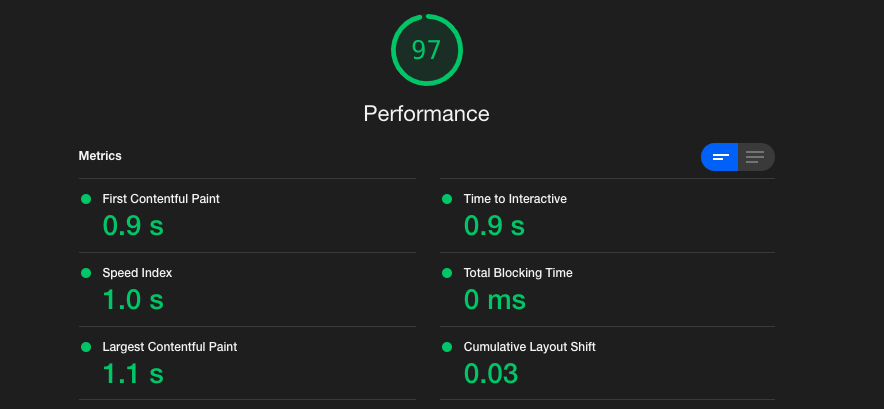 97
Performance
Metrics
First Contentful Paint
0.9 s
Time to Interactive
0.9 s
Speed Index
1.0 s
Total Blocking Time
0 ms
Largest Contentful Paint
1.1 s
Cumulative Layout Shift
0.03